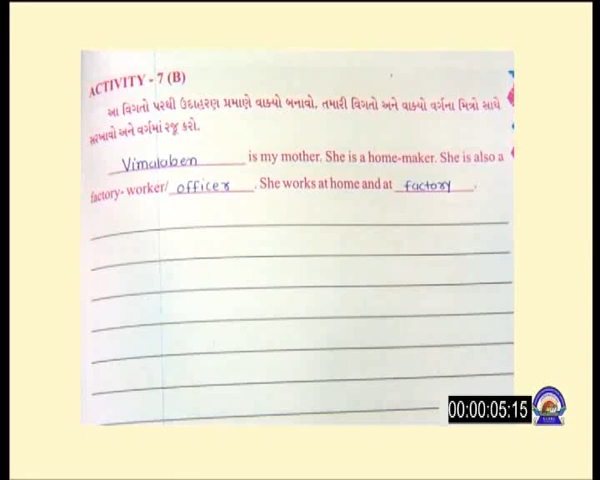 ACTIVITY - 7 (B)
આ વિગતો પરથી ઉદાહરણ પ્રમાણે વાક્યો બનાવો. તમારી વિગતો અને વાક્યો વર્ગના મિત્રો સાથે
સરખાવો અને વર્ગમાં રજૂ કરો.
Vimalaben is my mother. She is a home-maker. She is also a
factory- worker/ officer. She works at home and at factory.
00:00:05:15